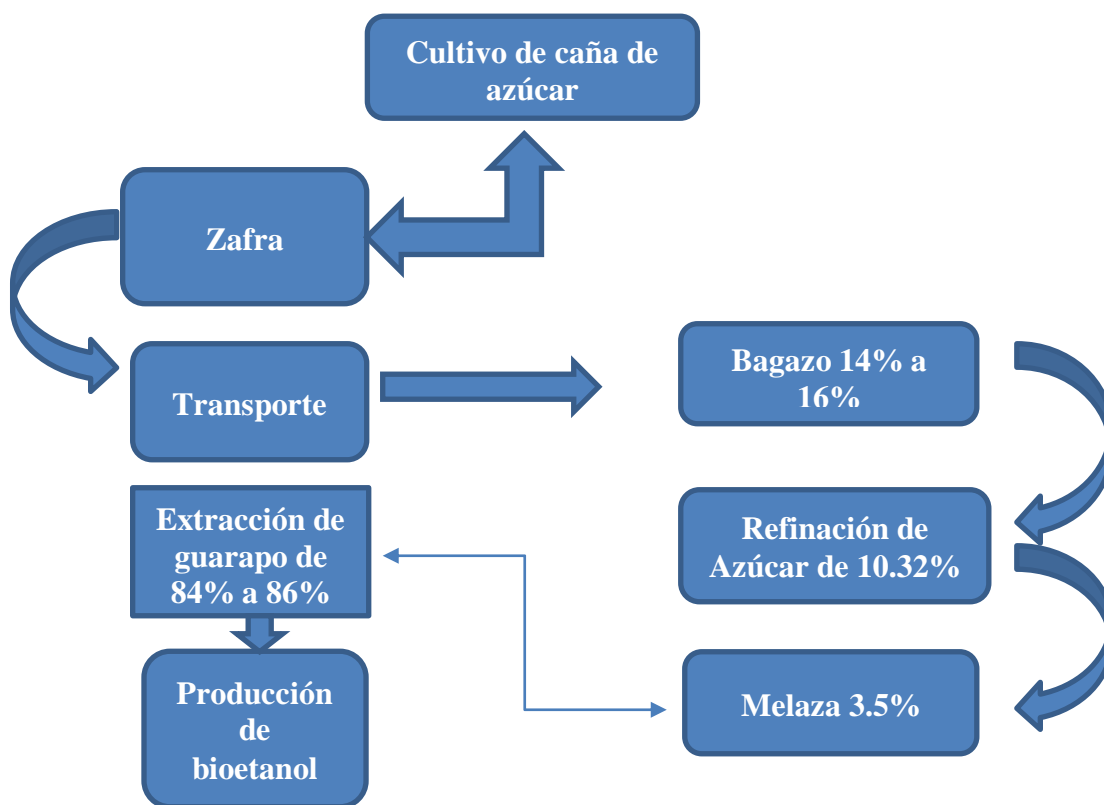 Cultivo de caña de
azúcar
Zafra
Transporte
Bagazo 14% a
16%
Extracción de
guarapo de
84% a 86%
Refinación de
Azúcar de 10.32%
Producción
de
bioetanol
Melaza 3.5%